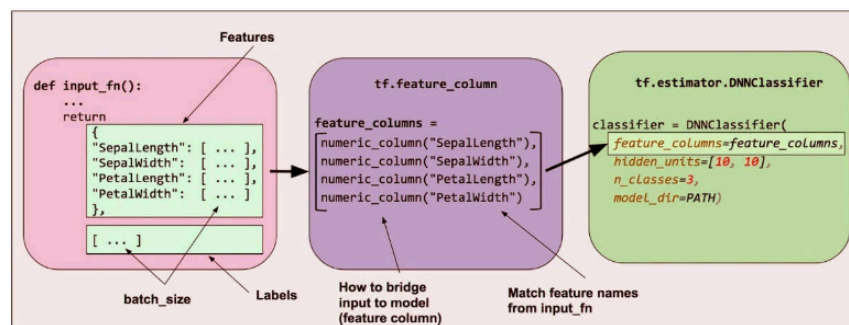 Features
def input_fn():
...
return
{
"SepalLength": [ ... ],
"SepalWidth": [ ... ],
"PetalLength": [ ... ],
"PetalWidth": [ ... ]
},
[ ... ]
batch_size
Labels
tf.feature_column
feature_columns =
numeric_column("SepalLength"),
numeric_column("SepalWidth"),
numeric_column("PetalLength"),
numeric_column("PetalWidth")
How to bridge
input to model
(feature column)
Match feature names
from input_fn
tf.estimator.DNNClassifier
classifier = DNNClassifier(
feature_columns=feature_columns,
hidden_units=[10, 10],
n_classes=3,
model_dir=PATH)